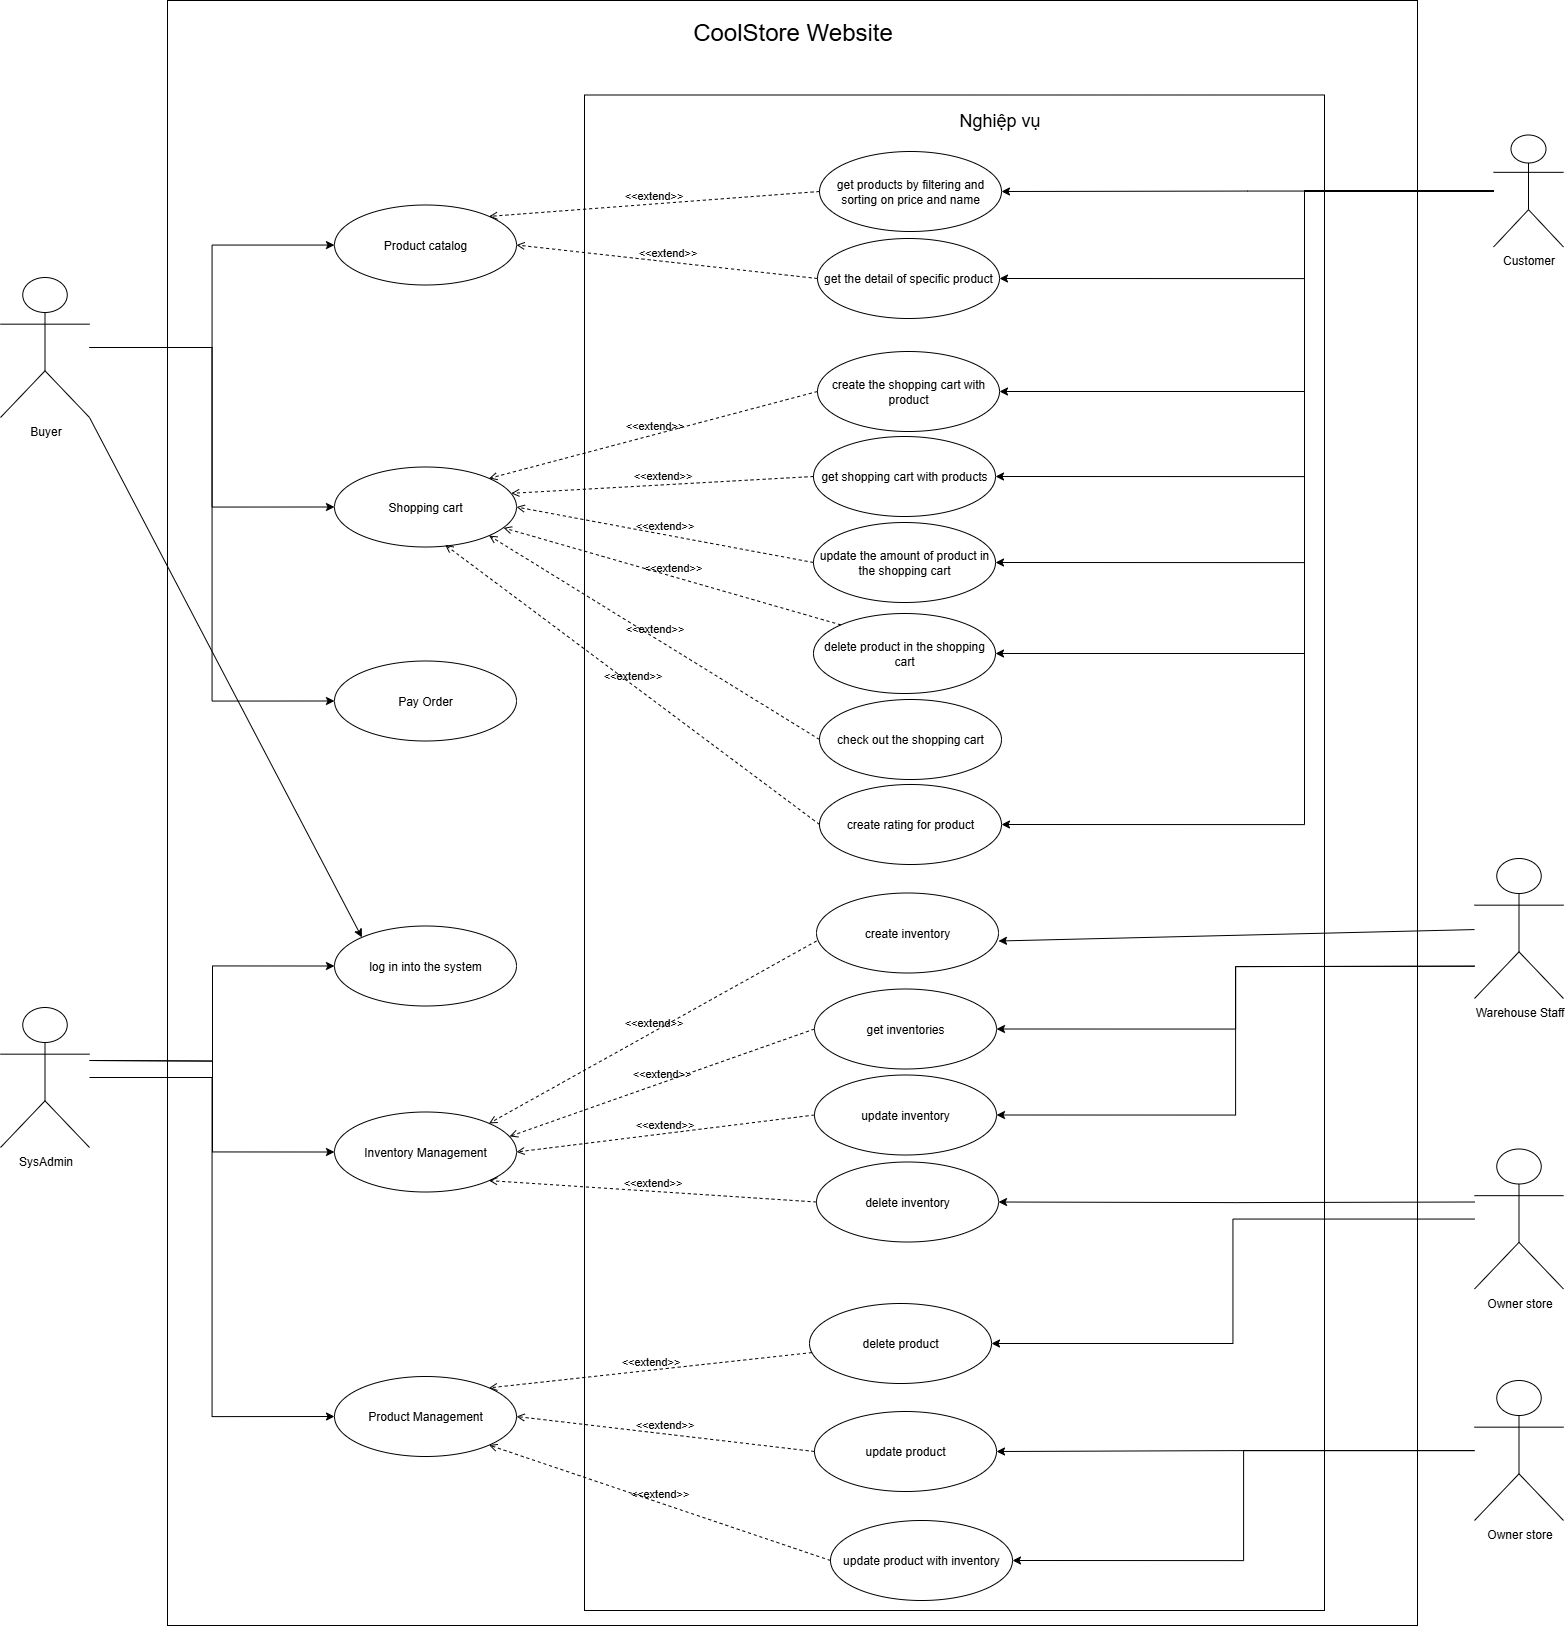 CoolStore Website
Nghiệp vụ
get products by filtering and
sorting on price and name
<<extend>>
Product catalog
<<extend>>
get the detail of specific product
Customer
Buyer
create the shopping cart with
product
<<extend>>
<<extend>>
get shopping cart with products
Shopping cart
<<extend>>
update the amount of product in
the shopping cart
<<extend>>
<<extend>>
delete product in the shopping
cart
<<extend>>
Pay Order
check out the shopping cart
create rating for product
create inventory
log in into the system
Warehouse Staff
<<extend>>
get inventories
<<extend>>
update inventory
<<extend>>
SysAdmin
Inventory Management
<<extend>>
delete inventory
Owner store
delete product
<<extend>>
Product Management
<<extend>>
update product
<<extend>>
Owner store
update product with inventory